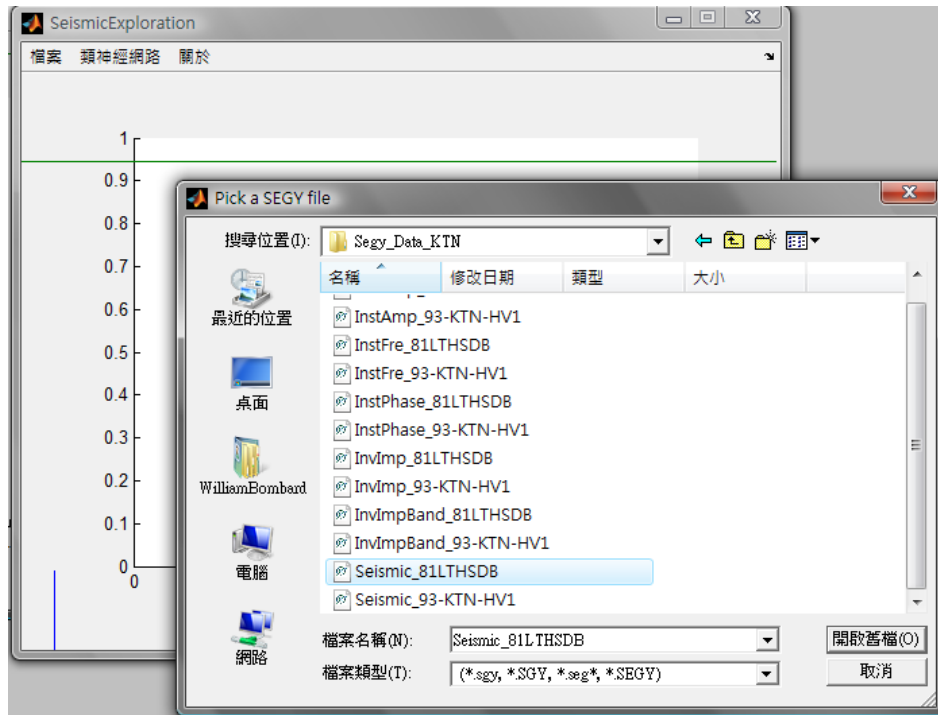 SeismicExploration
檔案 類神經網路 關於
1
0.9
0.8
0.7
0.6
0.5
0.4
0.3
0.2
0.1
0
0
Pick a SEGY file
搜尋位置(I): Segy_Data_KTN
名稱 修改日期 類型 大小
InstAmp_93-KTN-HV1
InstFre_81LTHSDB
InstFre_93-KTN-HV1
InstPhase_81LTHSDB
InstPhase_93-KTN-HV1
InvImp_81LTHSDB
InvImp_93-KTN-HV1
InvImpBand_81LTHSDB
InvImpBand_93-KTN-HV1
Seismic_81LTHSDB
Seismic_93-KTN-HV1
最近的位置
桌面
WilliamBombard
電腦
網路
檔案名稱(N): Seismic_81LTHSDB 開啟舊檔(O)
檔案類型(T): (*.sgy, *SGY, *.seg*, *SEGY) 取消